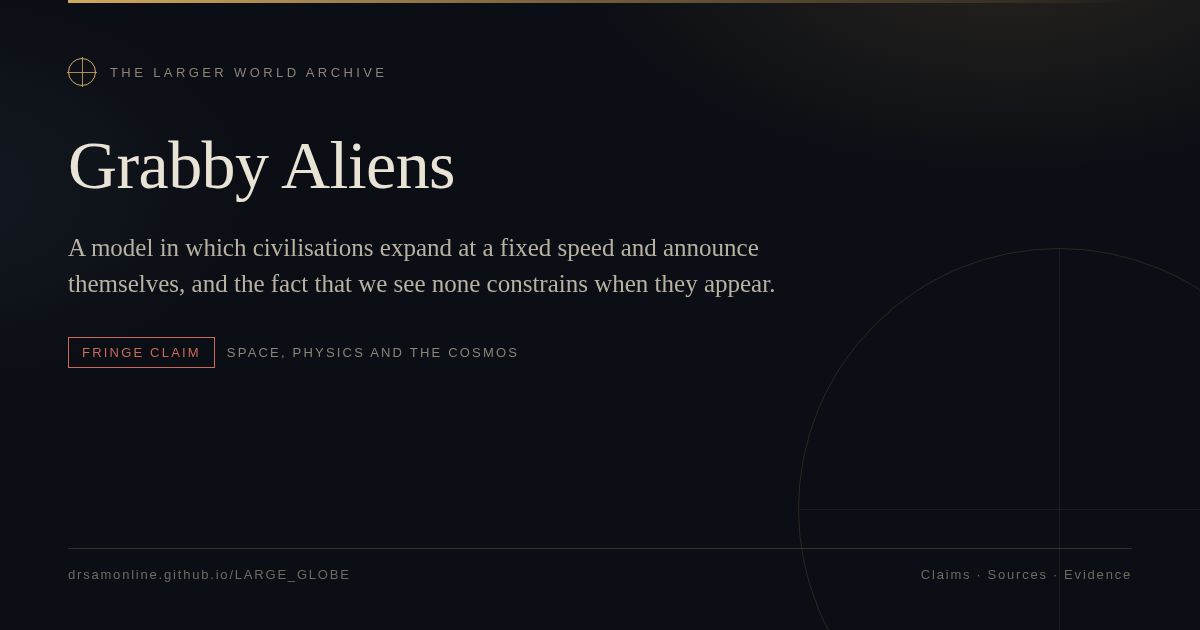 THE LARGER WORLD ARCHIVE
Grabby Aliens
A model in which civilisations expand at a fixed speed and announce
themselves, and the fact that we see none constrains when they appear.
FRINGE CLAIM SPACE, PHYSICS AND THE COSMOS
drsamonline.github.io/LARGE_GLOBE
Claims · Sources · Evidence